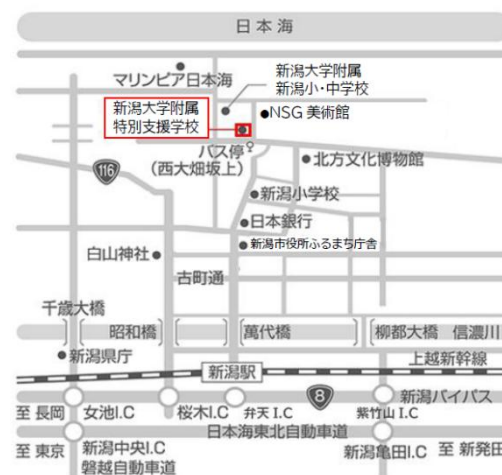 日本海
マリンピア日本海
新潟大学附属
新潟小・中学校
新潟大学附属
特別支援学校
NSG 美術館
バス停
(西大畑坂上)
北方文化博物館
116
新潟小学校
日本銀行
新潟市役所ふるまち庁舎
白山神社
古町通
千歳大橋
昭和橋
萬代橋
柳都大橋
信濃川
新潟県庁
上越新幹線
新潟駅
8
新潟バイパス
至 長岡
女池I.C
桜木I.C
弁天 I.C
紫竹山 I.C
日本海東北自動車道
至 東京
新潟中央I.C
磐越自動車道
新潟亀田I.C
至 新発田